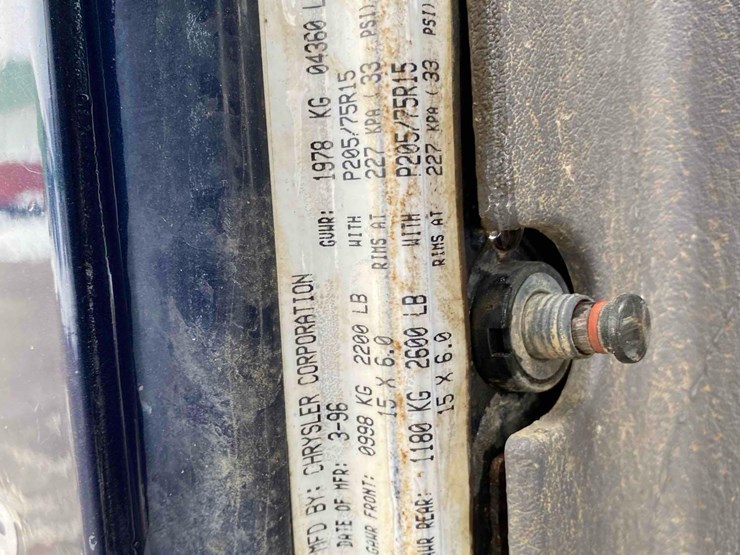 MFD BY: CHRYSLER CORPORATION GVWR: 1978 KG 04360 L
DATE OF MFR: 3-96 WITH P205/75R15
GAWR FRONT: 0998 KG 2200 LB RIMS AT 227 KPA ( 33 PSI)
15 X 6.0 WITH P205/75R15
WR REAR: 1180 KG 2600 LB RIMS AT 227 KPA ( 33 PSI)
15 X 6.0